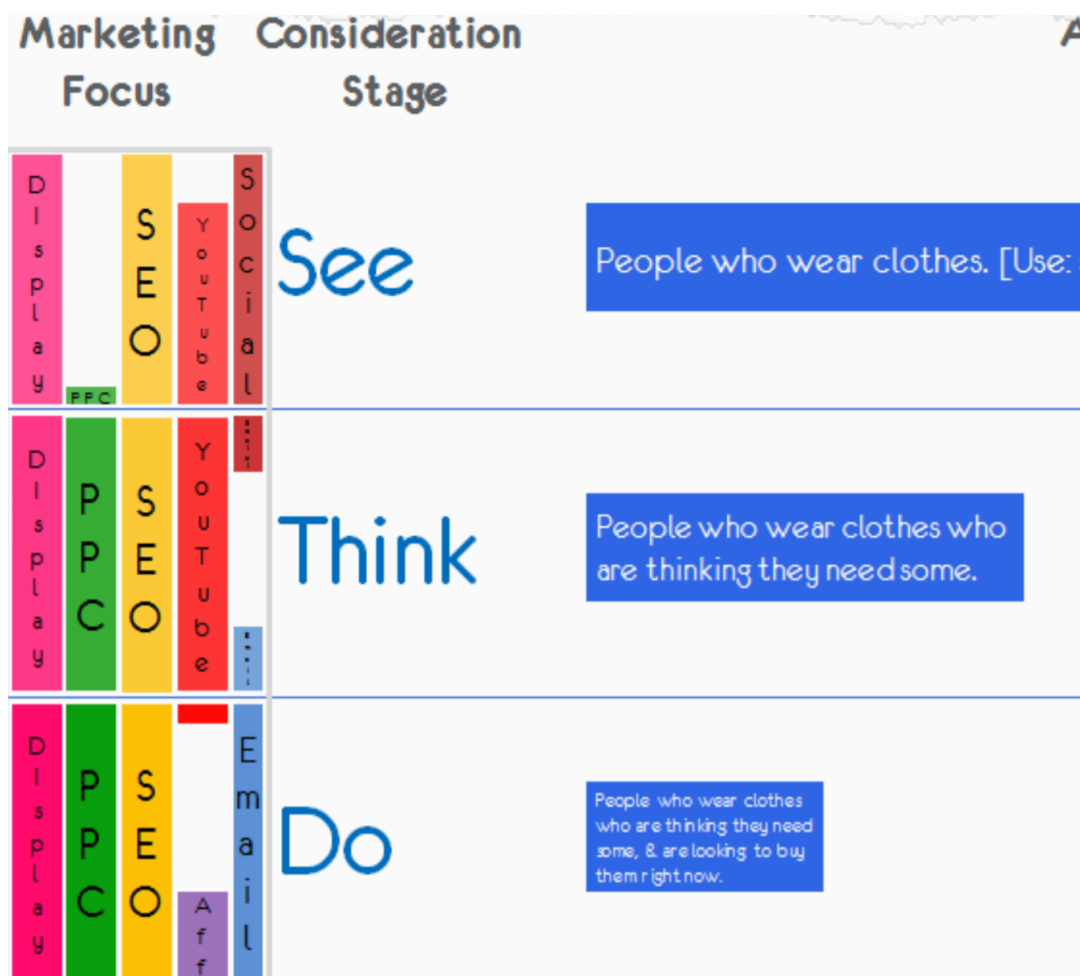 Marketing Focus
Consideration Stage
A
Display
PPC
SEO
YouTube
Social
See
People who wear clothes. [Use:
Display
PPC
SEO
YouTube
Think
People who wear clothes who
are thinking they need some.
Display
PPC
SEO
Aff
Email
Do
People who wear clothes
who are thinking they need
some, & are looking to buy
them right now.